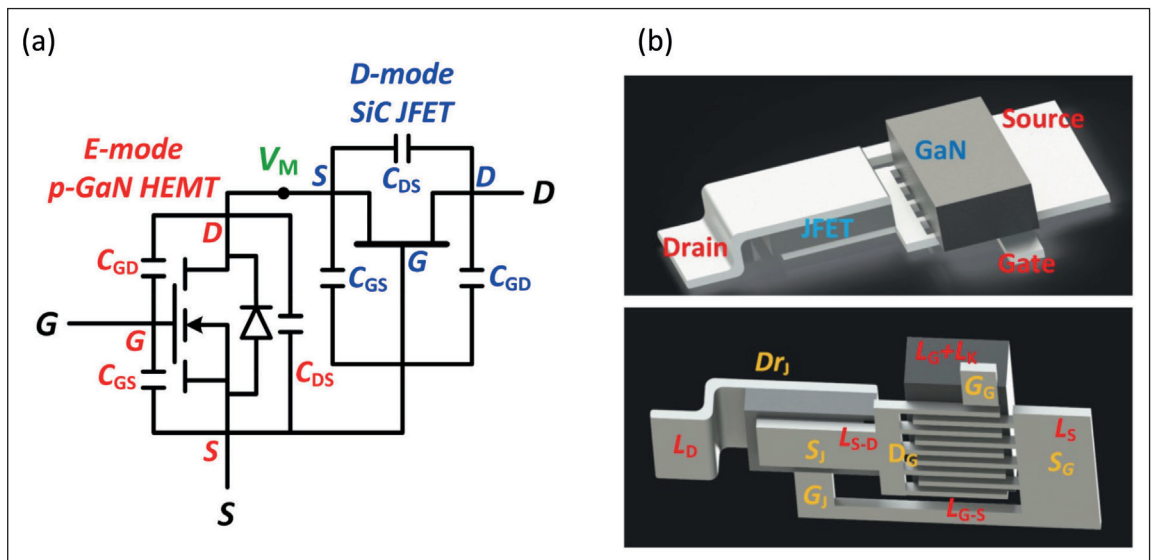 (a)
D-mode
SiC JFET
E-mode
p-GaN HEMT
V_M
S
C_DS
D
D
D
C_GD
G
C_GS
C_GD
G
G
C_GS
C_DS
S
S
(b)
Source
GaN
JFET
Drain
Gate
L_G+L_K
G_G
Dr_J
L_D
S_J
L_S-D
D_G
L_S
S_G
G_J
L_G-S